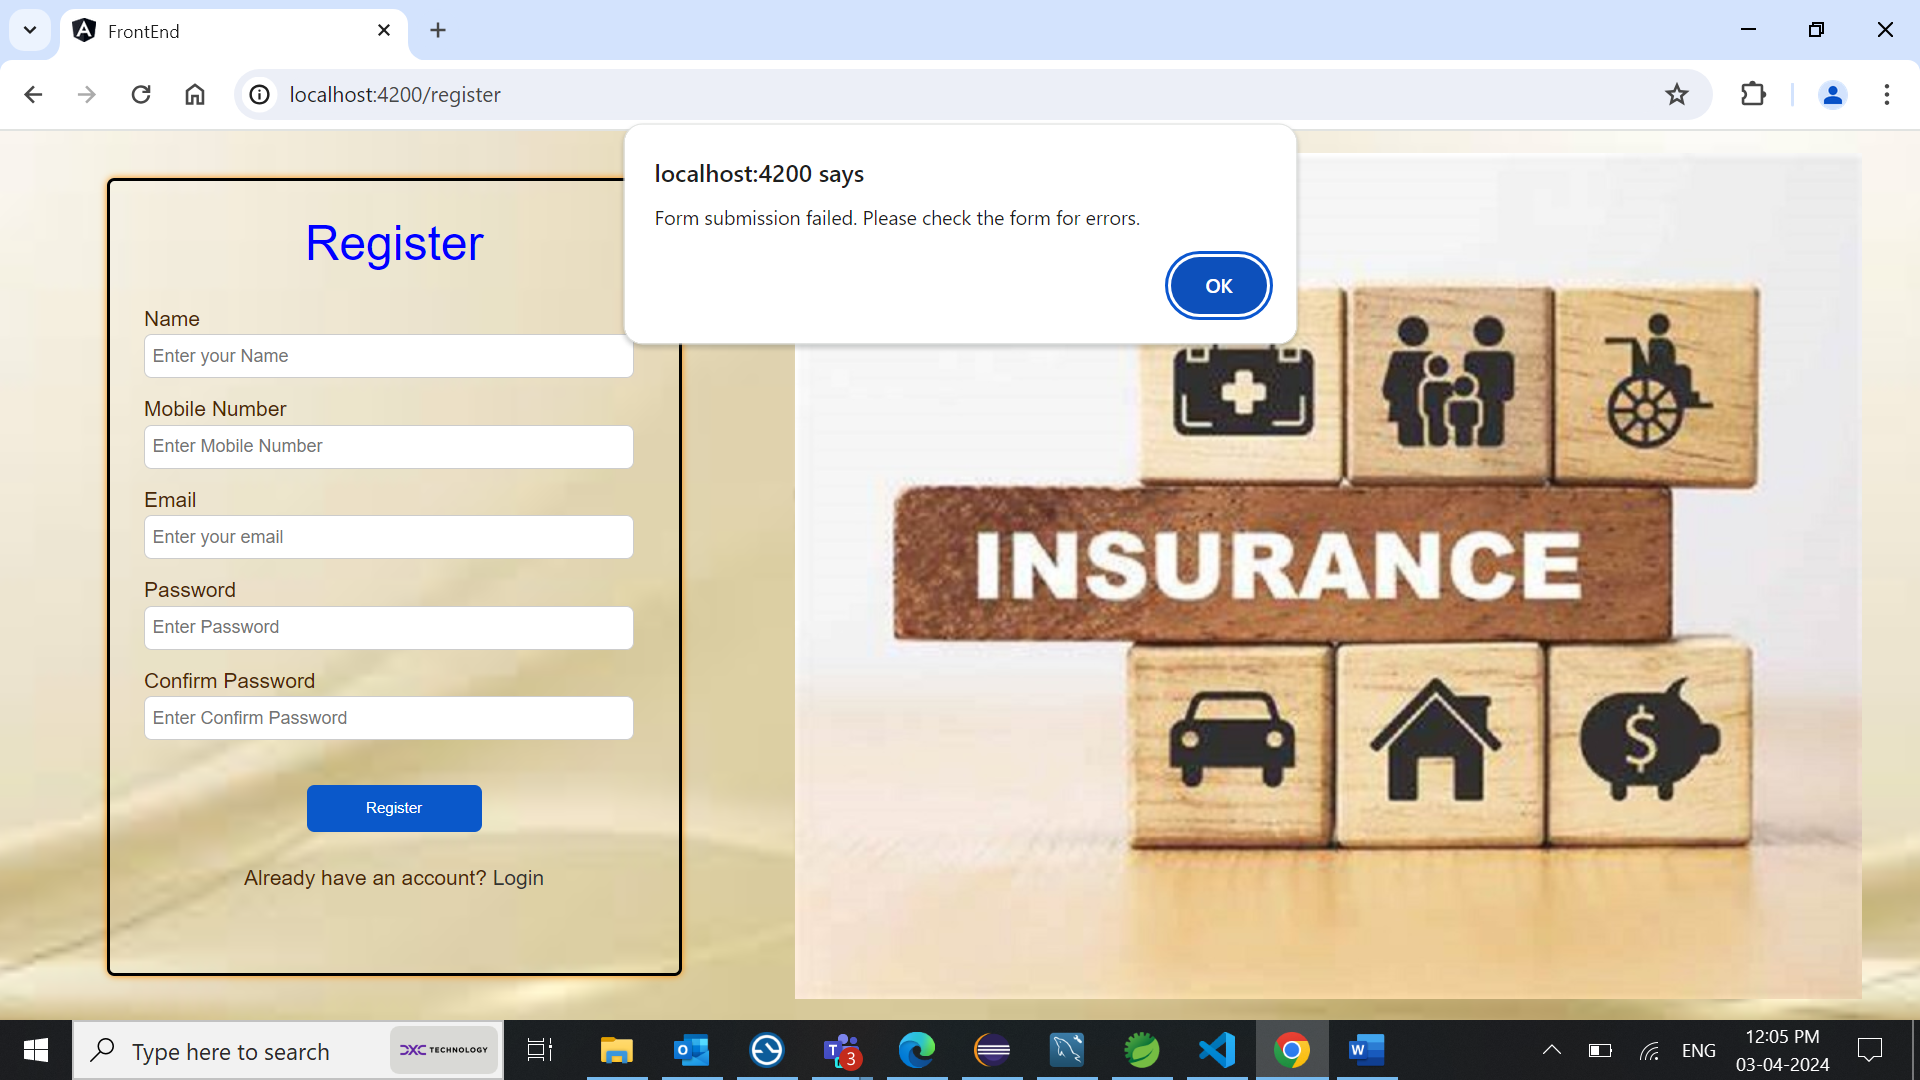 FrontEnd
localhost:4200/register
localhost:4200 says
Form submission failed. Please check the form for errors.
OK
Register
Name
Enter your Name
Mobile Number
Enter Mobile Number
Email
Enter your email
Password
Enter Password
Confirm Password
Enter Confirm Password
Register
Already have an account? Login
INSURANCE
$
Type here to search
DXC TECHNOLOGY
3
ENG
12:05 PM
03-04-2024